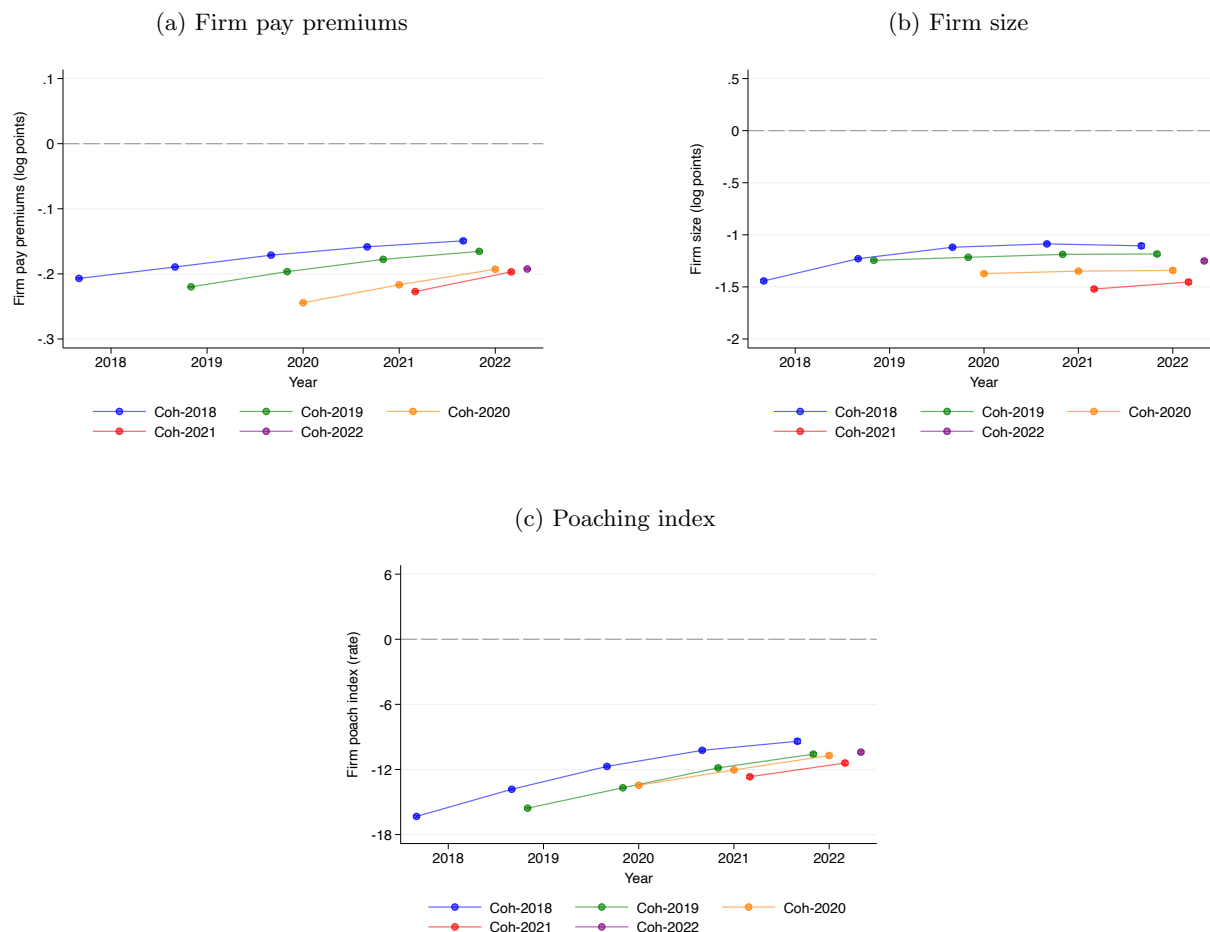 (a) Firm pay premiums
Firm pay premiums (log points)
.1
0
-.1
-.2
-.3
2018 2019 2020 2021 2022
Year
Coh-2018 Coh-2019 Coh-2020
Coh-2021 Coh-2022
(b) Firm size
Firm size (log points)
.5
0
-.5
-1
-1.5
-2
2018 2019 2020 2021 2022
Year
Coh-2018 Coh-2019 Coh-2020
Coh-2021 Coh-2022
(c) Poaching index
Firm poach index (rate)
6
0
-6
-12
-18
2018 2019 2020 2021 2022
Year
Coh-2018 Coh-2019 Coh-2020
Coh-2021 Coh-2022